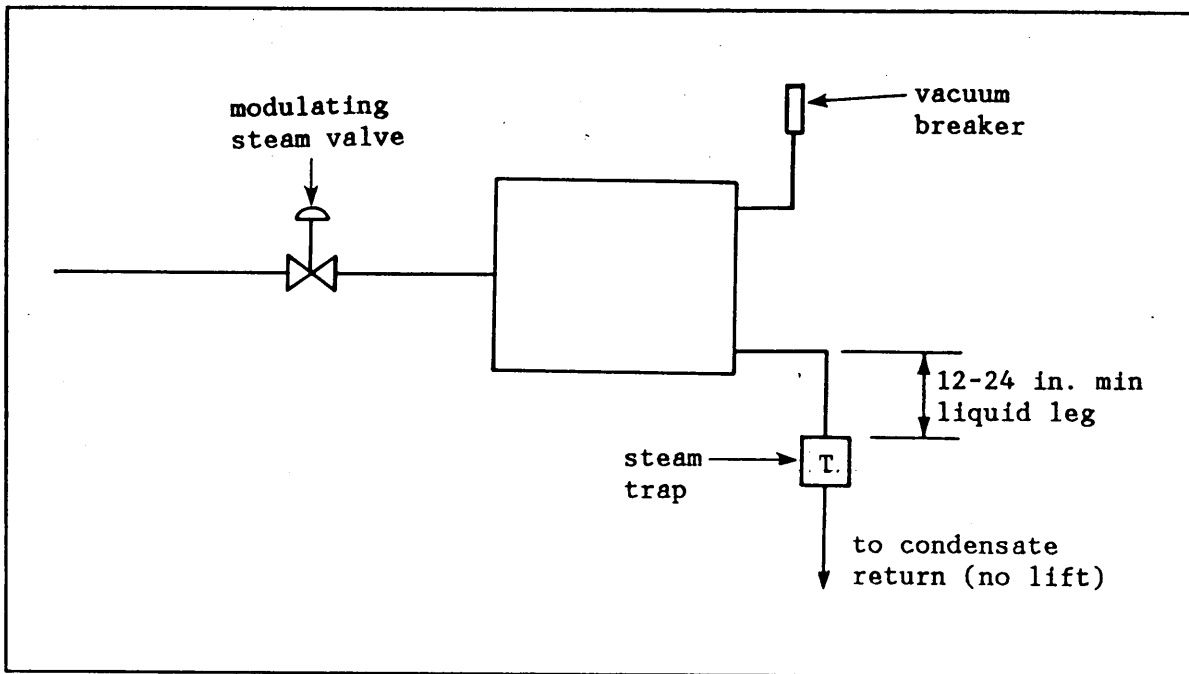 modulating
steam valve
vacuum
breaker
12-24 in. min
liquid leg
steam
trap
T.
to condensate
return (no lift)